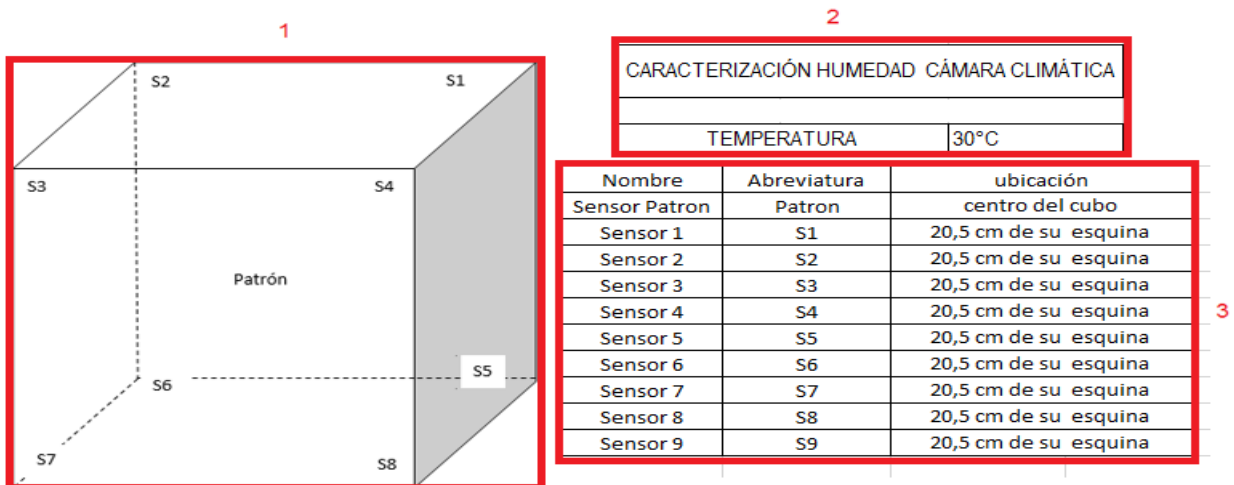 1
S2 S1
S3 S4
Patrón
S6 S5
S7 S8
2
CARACTERIZACIÓN HUMEDAD CÁMARA CLIMÁTICA
TEMPERATURA 30°C
Nombre Abreviatura ubicación
Sensor Patron Patron centro del cubo
Sensor 1 S1 20,5 cm de su esquina
Sensor 2 S2 20,5 cm de su esquina
Sensor 3 S3 20,5 cm de su esquina
Sensor 4 S4 20,5 cm de su esquina
Sensor 5 S5 20,5 cm de su esquina
Sensor 6 S6 20,5 cm de su esquina
Sensor 7 S7 20,5 cm de su esquina
Sensor 8 S8 20,5 cm de su esquina
Sensor 9 S9 20,5 cm de su esquina
3